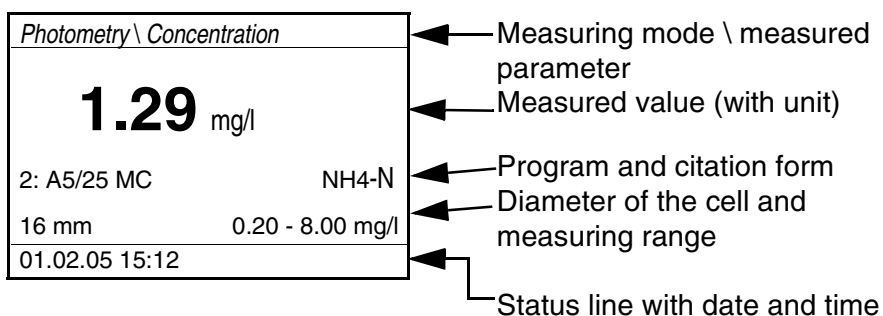 Photometry \ Concentration
1.29 mg/l
2: A5/25 MC NH4-N
16 mm 0.20 - 8.00 mg/l
01.02.05 15:12
Measuring mode \ measured
parameter
Measured value (with unit)
Program and citation form
Diameter of the cell and
measuring range
Status line with date and time